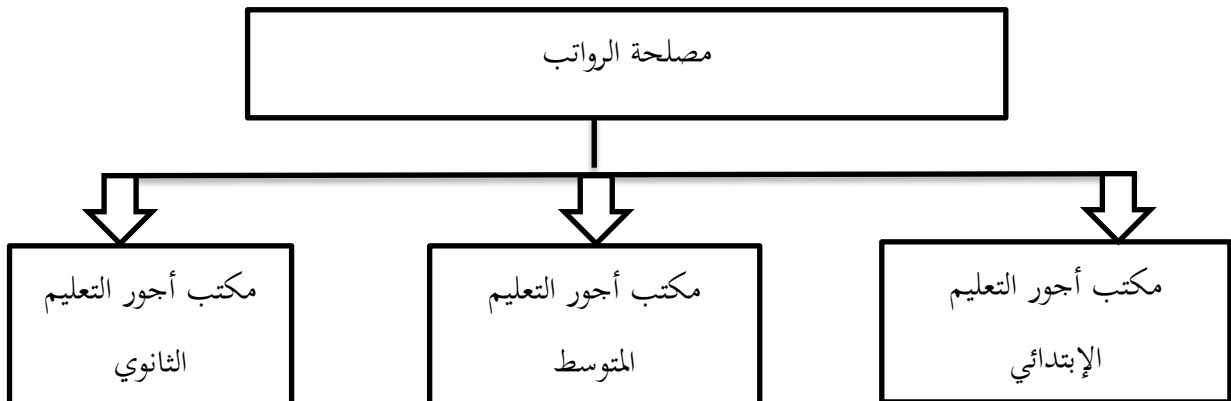 مصلحة الرواتب
مكتب أجور التعليم
الإبتدائي
مكتب أجور التعليم
المتوسط
مكتب أجور التعليم
الثانوي